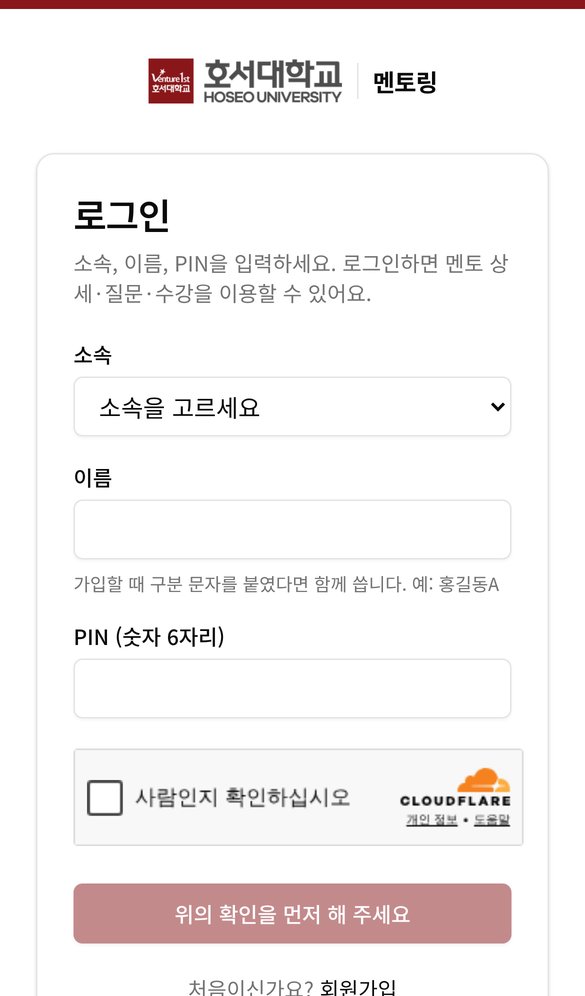 Venture 1st
호서대학교
호서대학교
HOSEO UNIVERSITY
멘토링
로그인
소속, 이름, PIN을 입력하세요. 로그인하면 멘토 상
세·질문·수강을 이용할 수 있어요.
소속
소속을 고르세요
이름
가입할 때 구분 문자를 붙였다면 함께 씁니다. 예: 홍길동A
PIN (숫자 6자리)
사람인지 확인하십시오
CLOUDFLARE
개인 정보 • 도움말
위의 확인을 먼저 해 주세요
처음이신가요? 회원가입